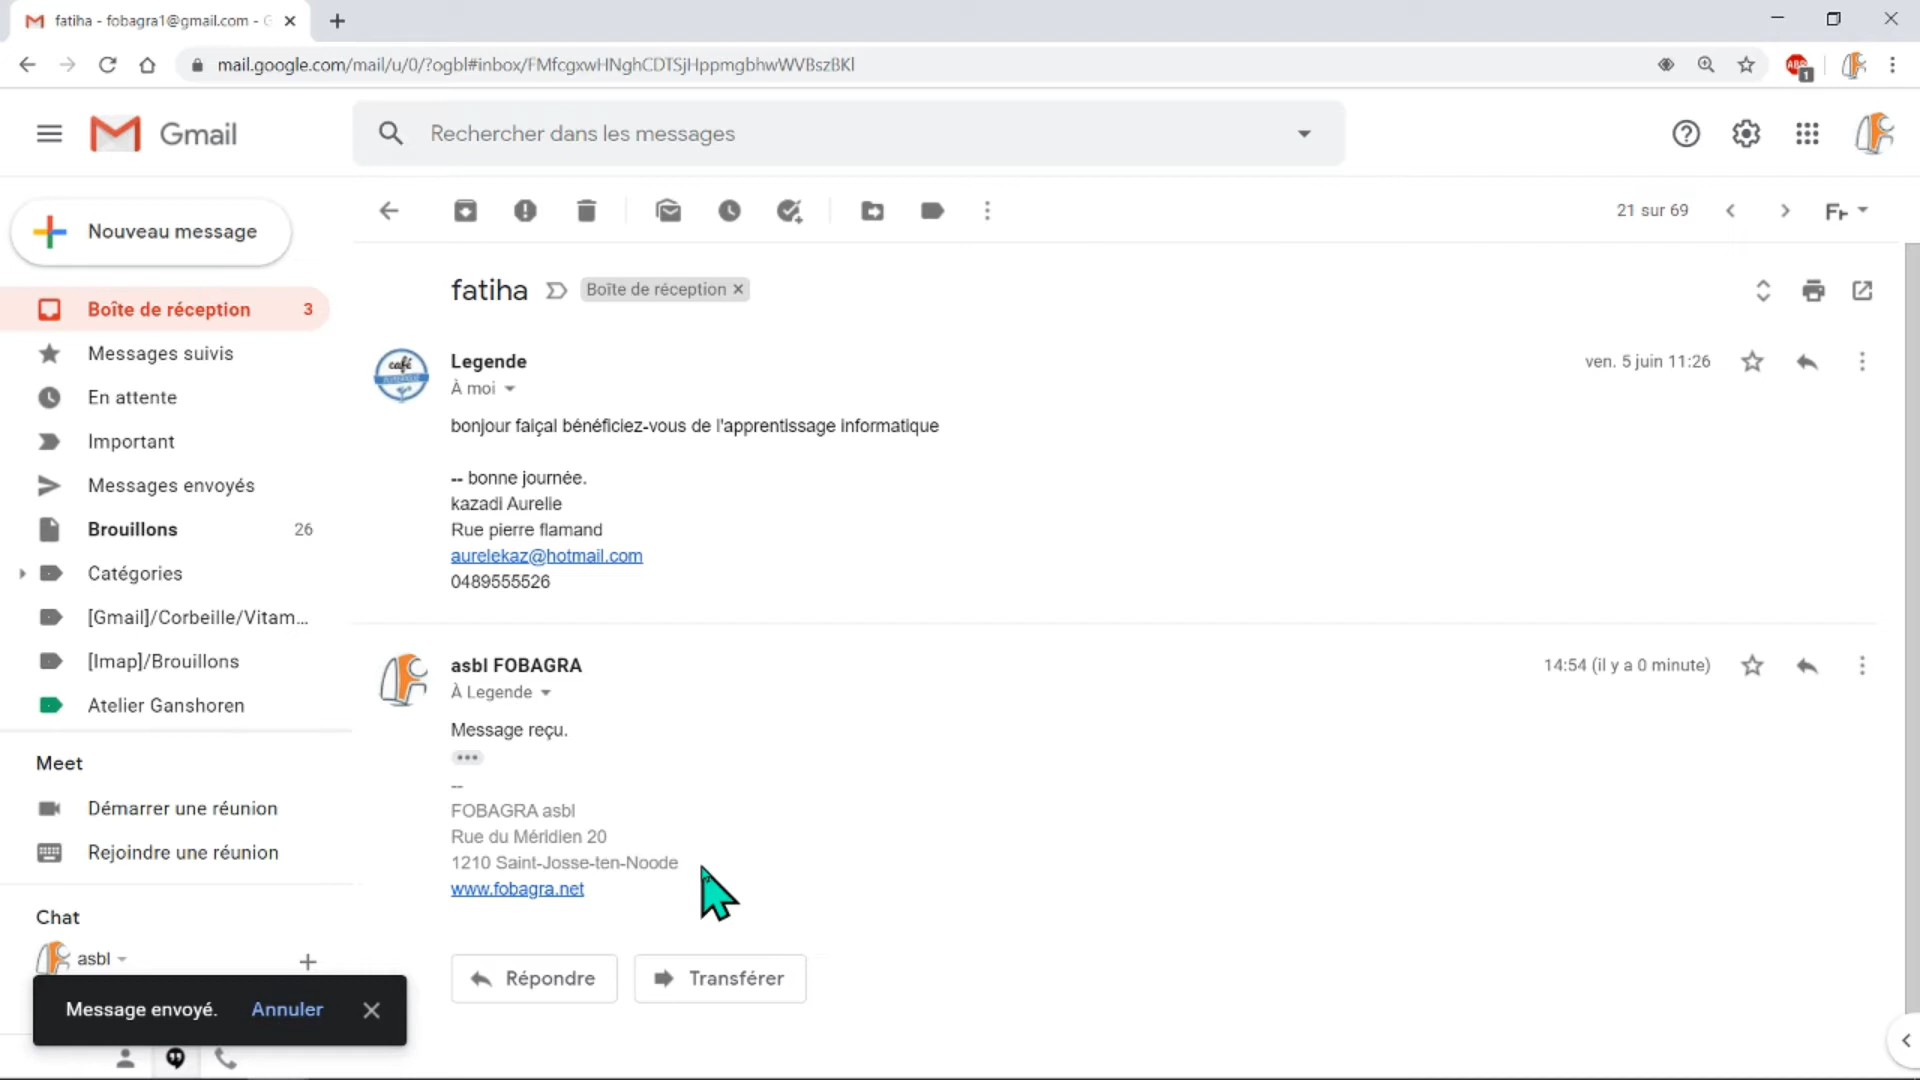 fatiha - fobagra1@gmail.com - G
mail.google.com/mail/u/0/?ogbl#inbox/FMfcgxwHNghCDTSjHppmgbhwWVBszBKl
ABP
1
Gmail
Rechercher dans les messages
Nouveau message
21 sur 69
Boîte de réception 3
Messages suivis
En attente
Important
Messages envoyés
Brouillons 26
Catégories
[Gmail]/Corbeille/Vitam...
[Imap]/Brouillons
Atelier Ganshoren
Meet
Démarrer une réunion
Rejoindre une réunion
Chat
asbl
Message envoyé. Annuler
fatiha Boîte de réception
café
Legende ven. 5 juin 11:26
À moi
bonjour faiçal bénéficiez-vous de l'apprentissage informatique
-- bonne journée.
kazadi Aurelie
Rue pierre flamand
aurelekaz@hotmail.com
0489555526
asbl FOBAGRA 14:54 (il y a 0 minute)
À Legende
Message reçu.
--
FOBAGRA asbl
Rue du Méridien 20
1210 Saint-Josse-ten-Noode
www.fobagra.net
Répondre Transférer